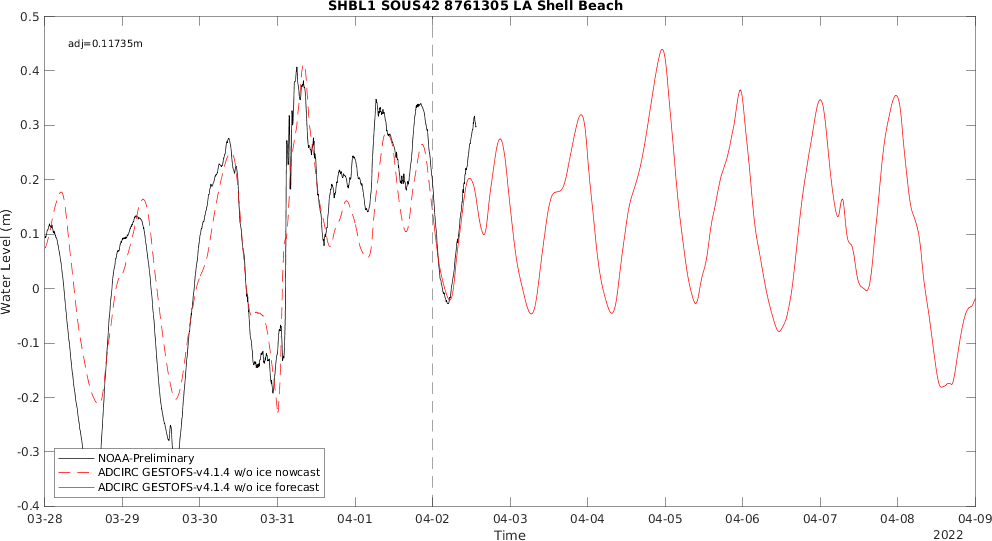 SHBL1 SOUS42 8761305 LA Shell Beach
adj=0.11735m
0.5
0.4
0.3
0.2
0.1
0
-0.1
-0.2
-0.3
-0.4
Water Level (m)
NOAA-Preliminary
ADCIRC GESTOFS-v4.1.4 w/o ice nowcast
ADCIRC GESTOFS-v4.1.4 w/o ice forecast
03-28 03-29 03-30 03-31 04-01 04-02 04-03 04-04 04-05 04-06 04-07 04-08 04-09
Time
2022